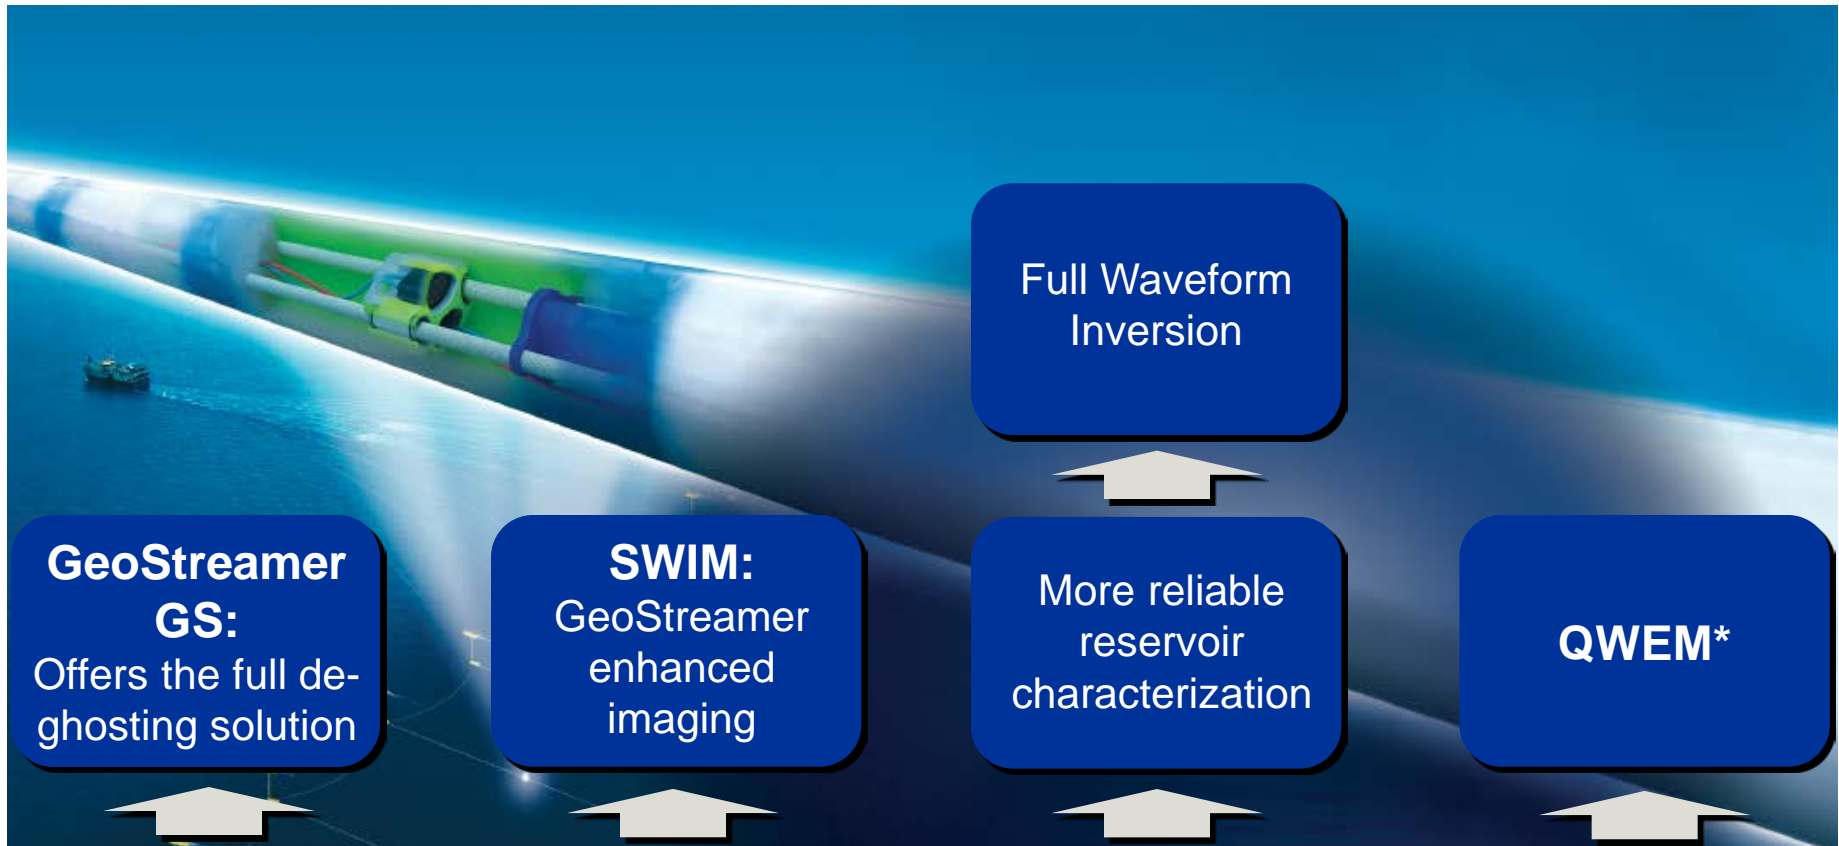 Full Waveform
Inversion
GeoStreamer
GS:
Offers the full de-
ghosting solution
SWIM:
GeoStreamer
enhanced
imaging
More reliable
reservoir
characterization
QWEM*